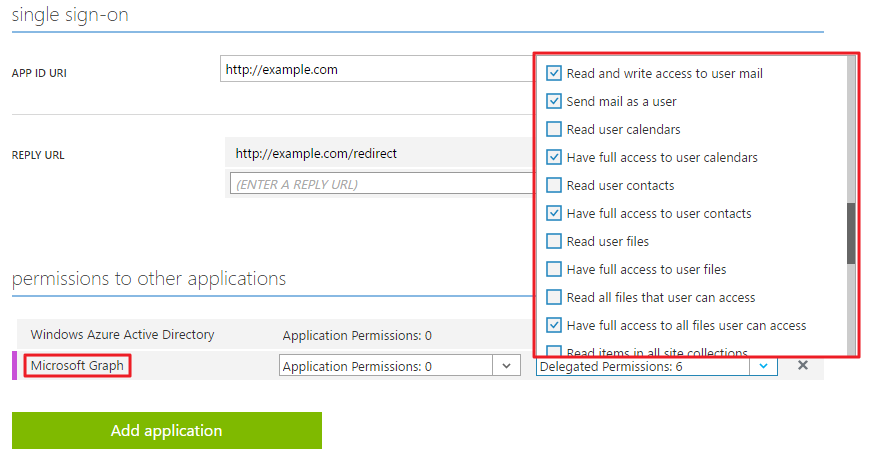 single sign-on
APP ID URI
http://example.com
REPLY URL
http://example.com/redirect
(ENTER A REPLY URL)
Read and write access to user mail
Send mail as a user
Read user calendars
Have full access to user calendars
Read user contacts
Have full access to user contacts
Read user files
Have full access to user files
Read all files that user can access
Have full access to all files user can access
Read items in all site collections
permissions to other applications
Windows Azure Active Directory
Application Permissions: 0
Microsoft Graph
Application Permissions: 0
Delegated Permissions: 6
Add application